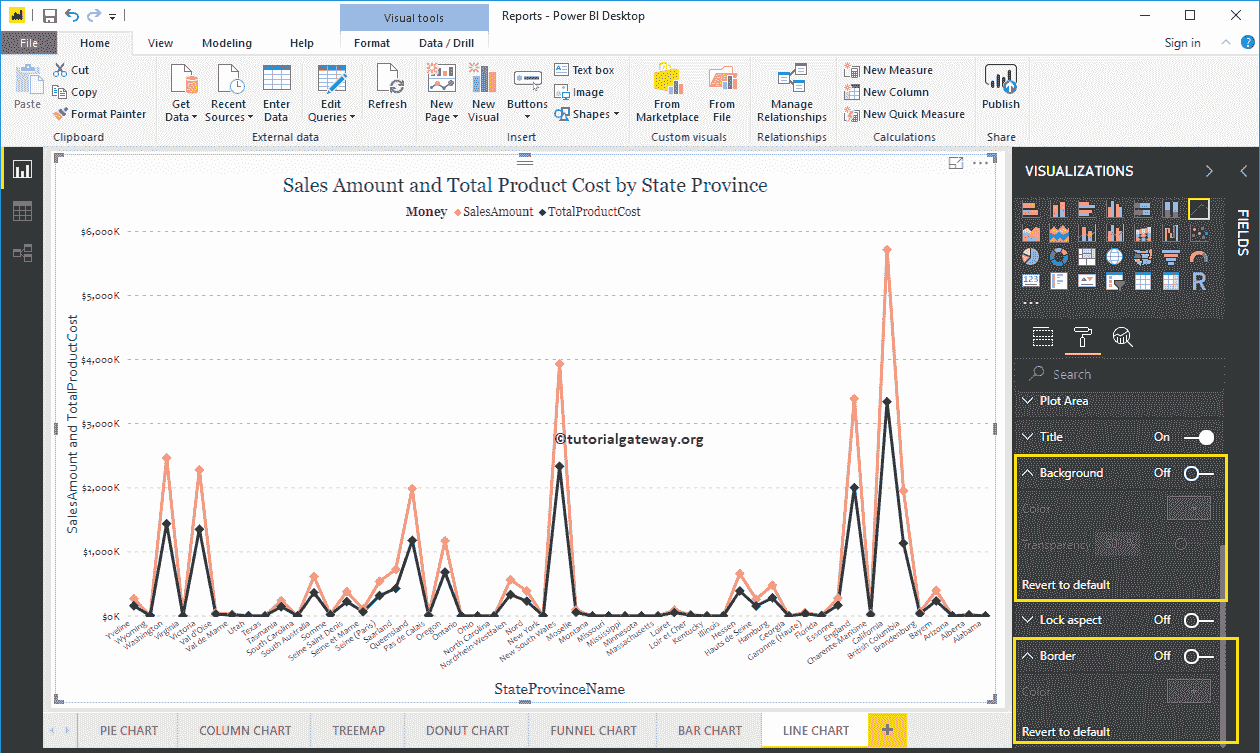 Visual tools
Reports - Power BI Desktop
File
Home
View
Modeling
Help
Format
Data / Drill
Sign in
?
Paste
Cut
Copy
Format Painter
Clipboard
Get Data
Recent Sources
Enter Data
Edit Queries
External data
Refresh
New Page
New Visual
Buttons
Text box
Image
Shapes
Insert
From Marketplace
From File
Custom visuals
Manage Relationships
Relationships
New Measure
New Column
New Quick Measure
Calculations
Publish
Share
Sales Amount and Total Product Cost by State Province
Money SalesAmount TotalProductCost
SalesAmount and TotalProductCost
$6,000K
$5,000K
$4,000K
$3,000K
$2,000K
$1,000K
$0K
©tutorialgateway.org
Yveline
Wyoming
Washington
Virginia
Victoria
Val d'Oise
Val de Marne
Utah
Texas
Tasmania
South Carolina
South Australia
Somme
Seine Saint Denis
Seine et Marne
Seine (Paris)
Saarland
Queensland
Pas de Calais
Oregon
Ontario
Ohio
North Carolina
Nordrhein-Westfalen
Nord
New York
New South Wales
Moselle
Montana
Missouri
Mississippi
Minnesota
Massachusetts
Loiret
Loir et Cher
Kentucky
Illinois
Hessen
Hauts de Seine
Hamburg
Georgia
Garonne (Haute)
Florida
Essonne
England
Charente-Maritime
California
British Columbia
Brandenburg
Bayern
Arizona
Alberta
Alabama
StateProvinceName
PIE CHART
COLUMN CHART
TREEMAP
DONUT CHART
FUNNEL CHART
BAR CHART
LINE CHART
+
VISUALIZATIONS
FIELDS
123
R
Search
Plot Area
Title On
Background Off
Color
Transparency
Revert to default
Lock aspect Off
Border Off
Color
Revert to default